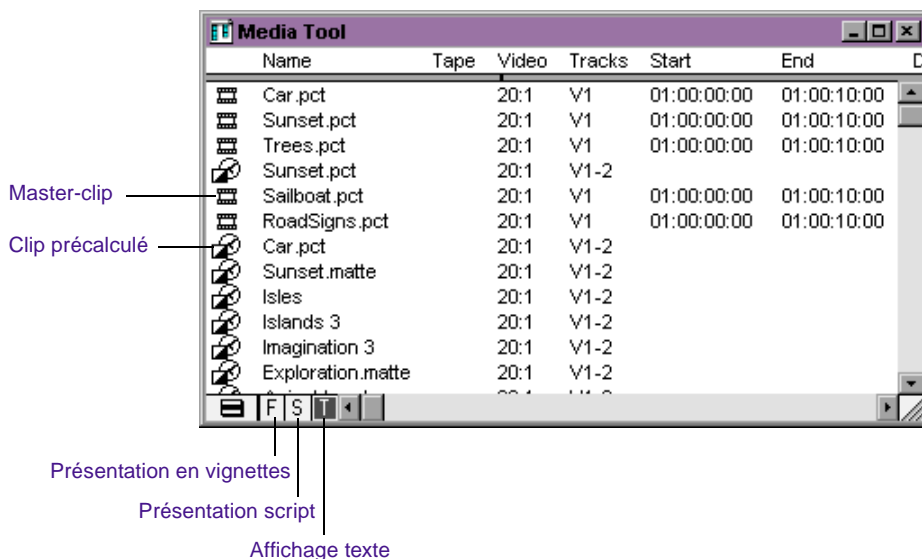 Media Tool
Name Tape Video Tracks Start End D
Car.pct 20:1 V1 01:00:00:00 01:00:10:00
Sunset.pct 20:1 V1 01:00:00:00 01:00:10:00
Trees.pct 20:1 V1 01:00:00:00 01:00:10:00
Sunset.pct 20:1 V1-2
Master-clip
Sailboat.pct 20:1 V1 01:00:00:00 01:00:10:00
RoadSigns.pct 20:1 V1 01:00:00:00 01:00:10:00
Clip précalculé
Car.pct 20:1 V1-2
Sunset.matte 20:1 V1-2
Isles 20:1 V1-2
Islands 3 20:1 V1-2
Imagination 3 20:1 V1-2
Exploration.matte 20:1 V1-2
F S T
Présentation en vignettes
Présentation script
Affichage texte